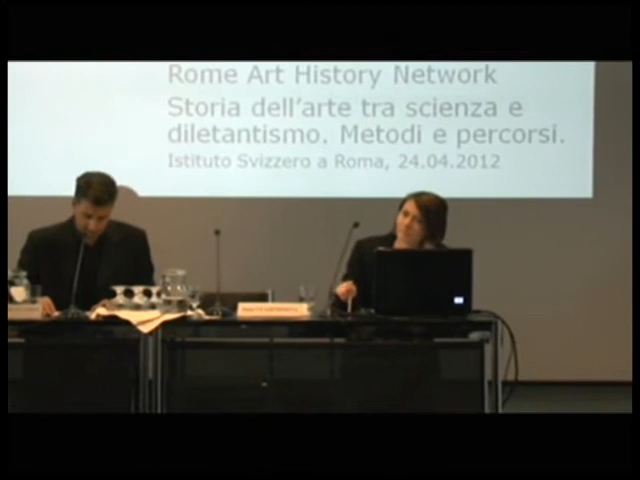 Rome Art History Network
Storia dell'arte tra scienza e
diletantismo. Metodi e percorsi.
Istituto Svizzero a Roma, 24.04.2012